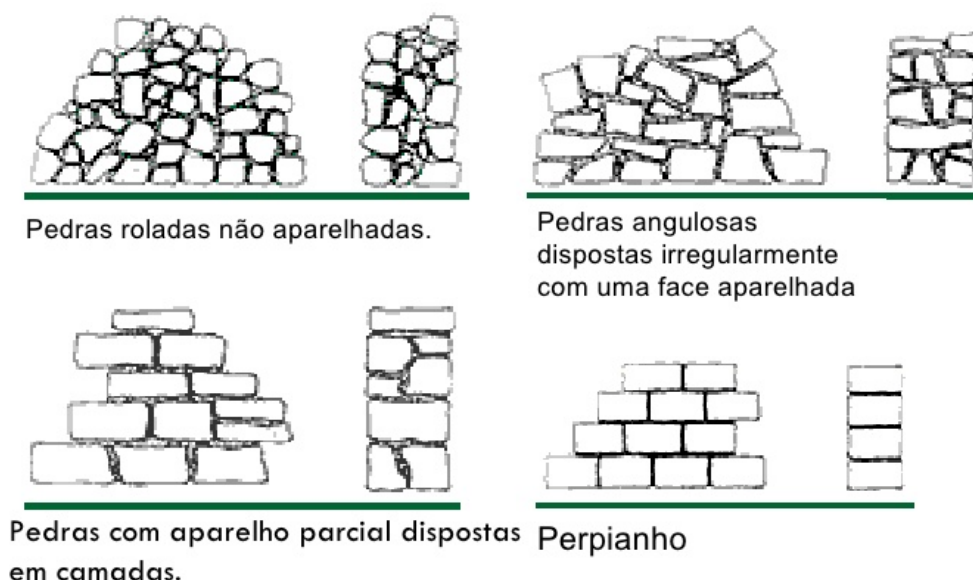 Pedras roladas não aparelhadas.
Pedras angulosas
dispostas irregularmente
com uma face aparelhada
Pedras com aparelho parcial dispostas
em camadas.
Perpianho